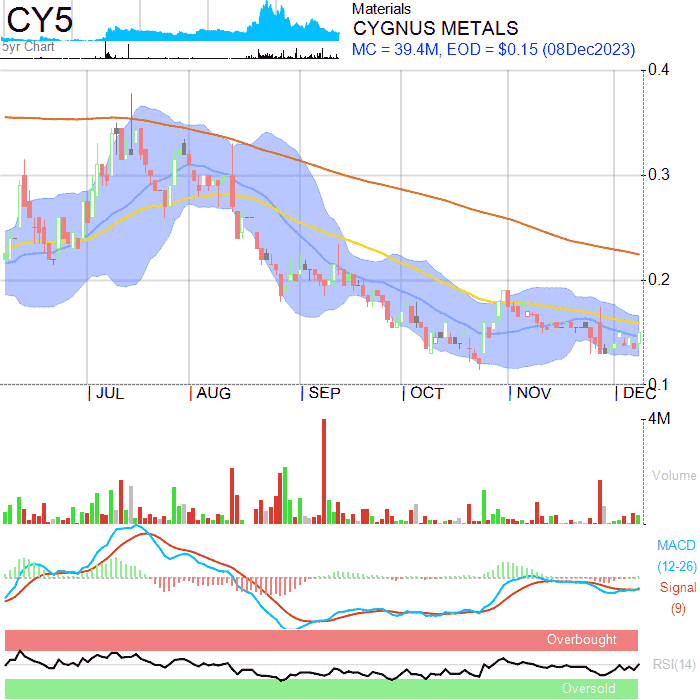 CY5
5yr Chart
Materials
CYGNUS METALS
MC = 39.4M, EOD = $0.15 (08Dec2023)
0.4
0.3
0.2
0.1
JUL
AUG
SEP
OCT
NOV
DEC
4M
Volume
MACD
(12-26)
Signal
(9)
Overbought
RSI(14)
Oversold